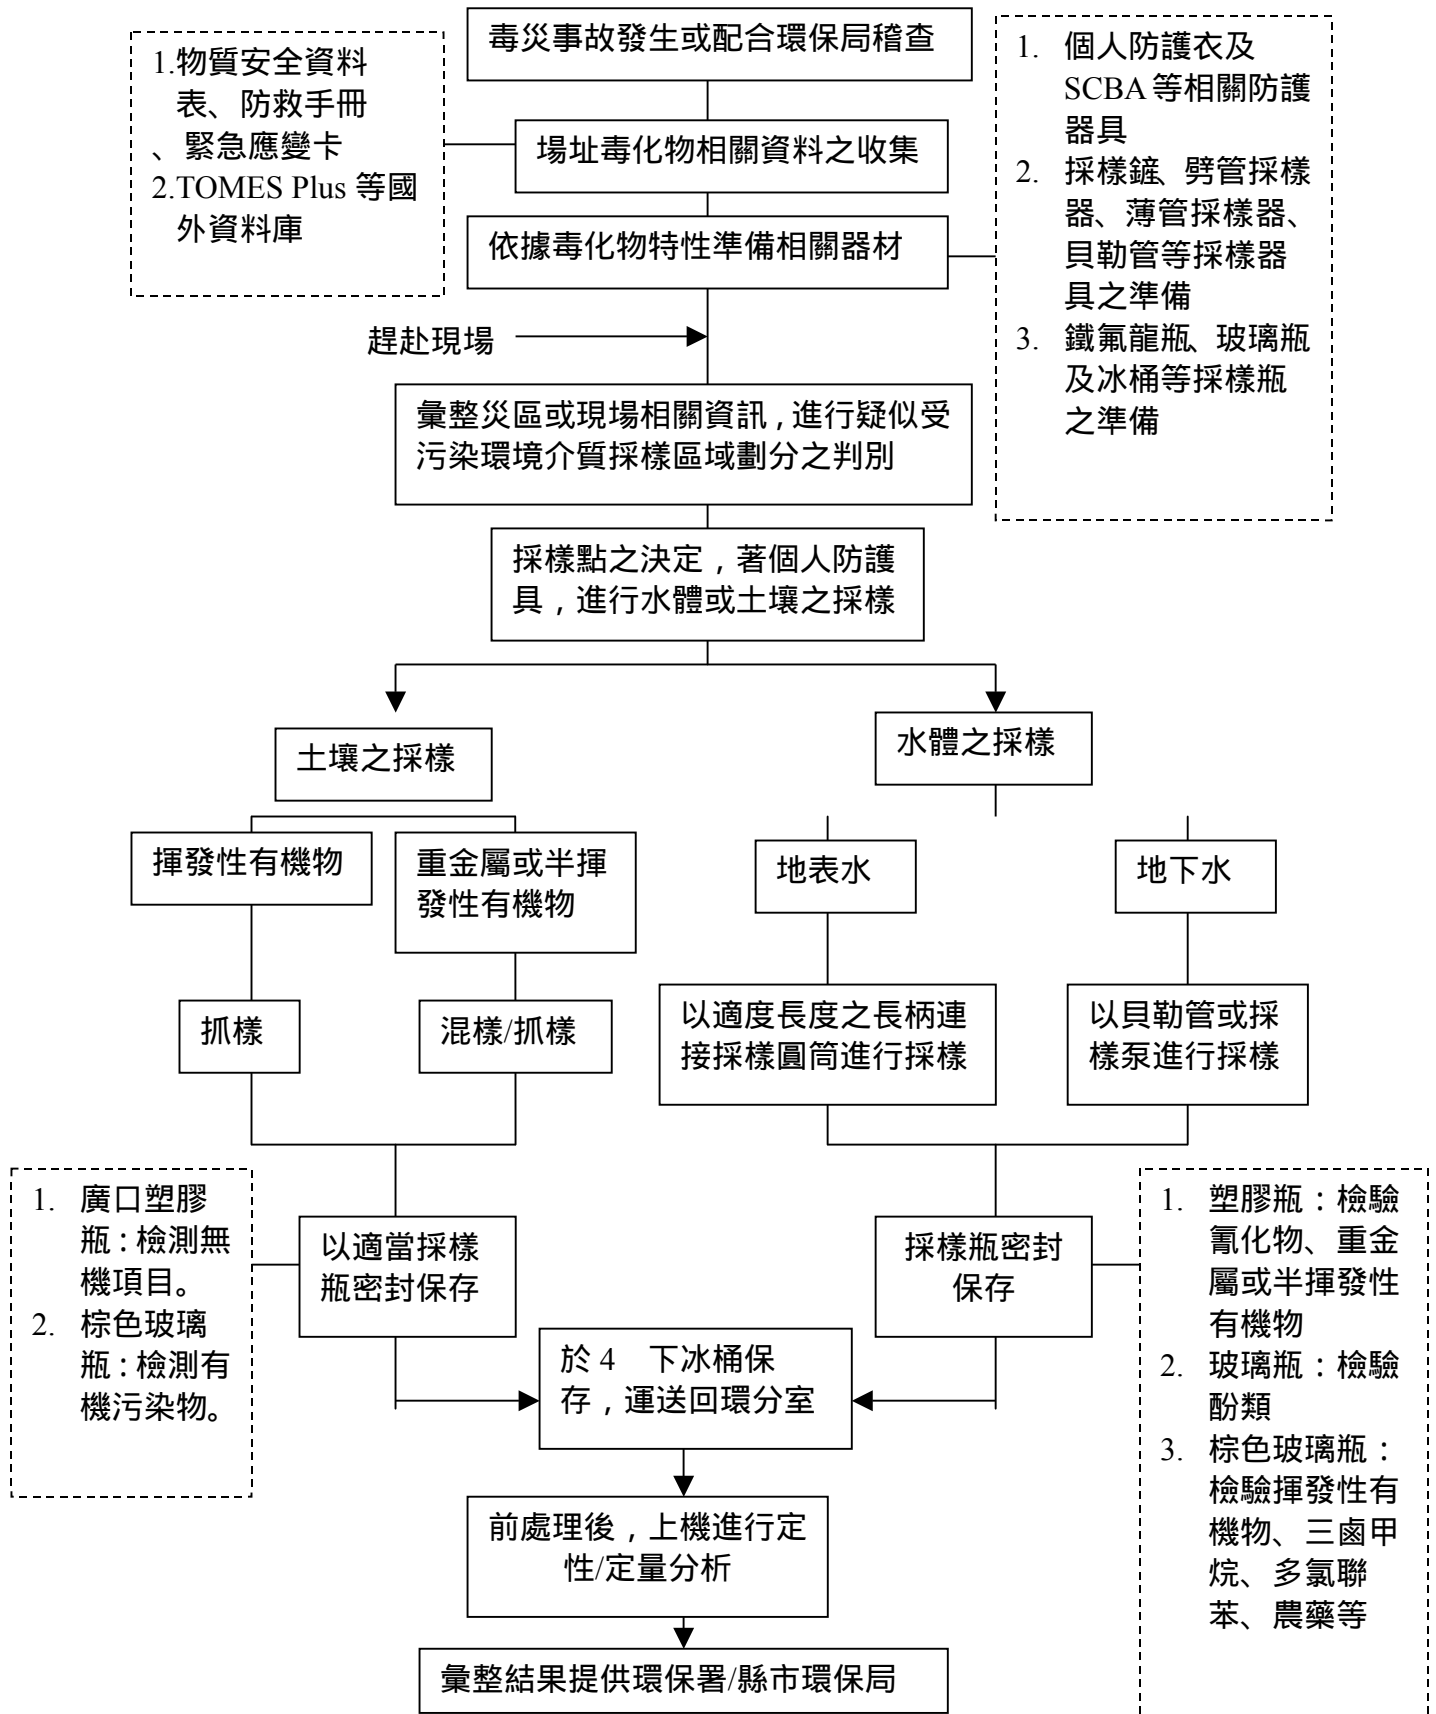 毒災事故發生或配合環保局稽查
1.物質安全資料
表、防救手冊
、緊急應變卡
2.TOMES Plus 等國
外資料庫
場址毒化物相關資料之收集
依據毒化物特性準備相關器材
1. 個人防護衣及
SCBA 等相關防護
器具
2. 採樣鏟、劈管採樣
器、薄管採樣器、
貝勒管等採樣器
具之準備
3. 鐵氟龍瓶、玻璃瓶
及冰桶等採樣瓶
之準備
趕赴現場
彙整災區或現場相關資訊，進行疑似受
污染環境介質採樣區域劃分之判別
採樣點之決定，著個人防護
具，進行水體或土壤之採樣
土壤之採樣
水體之採樣
揮發性有機物
重金屬或半揮
發性有機物
地表水
地下水
抓樣
混樣/抓樣
以適度長度之長柄連
接採樣圓筒進行採樣
以貝勒管或採
樣泵進行採樣
1. 廣口塑膠
瓶：檢測無
機項目。
2. 棕色玻璃
瓶：檢測有
機污染物。
以適當採樣
瓶密封保存
採樣瓶密封
保存
1. 塑膠瓶：檢驗
氰化物、重金
屬或半揮發性
有機物
2. 玻璃瓶：檢驗
酚類
3. 棕色玻璃瓶：
檢驗揮發性有
機物、三鹵甲
烷、多氯聯
苯、農藥等
於 4 下冰桶保
存，運送回環分室
前處理後，上機進行定
性/定量分析
彙整結果提供環保署/縣市環保局